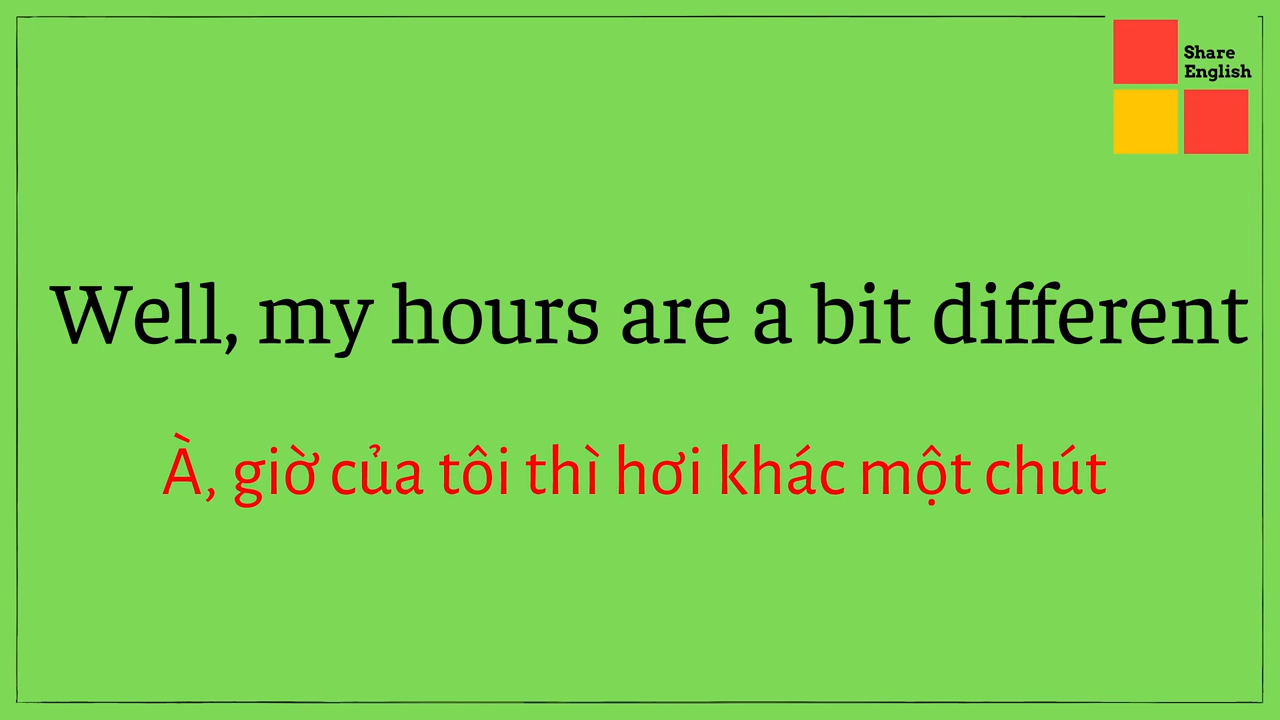 Share
English
Well, my hours are a bit different
À, giờ của tôi thì hơi khác một chút